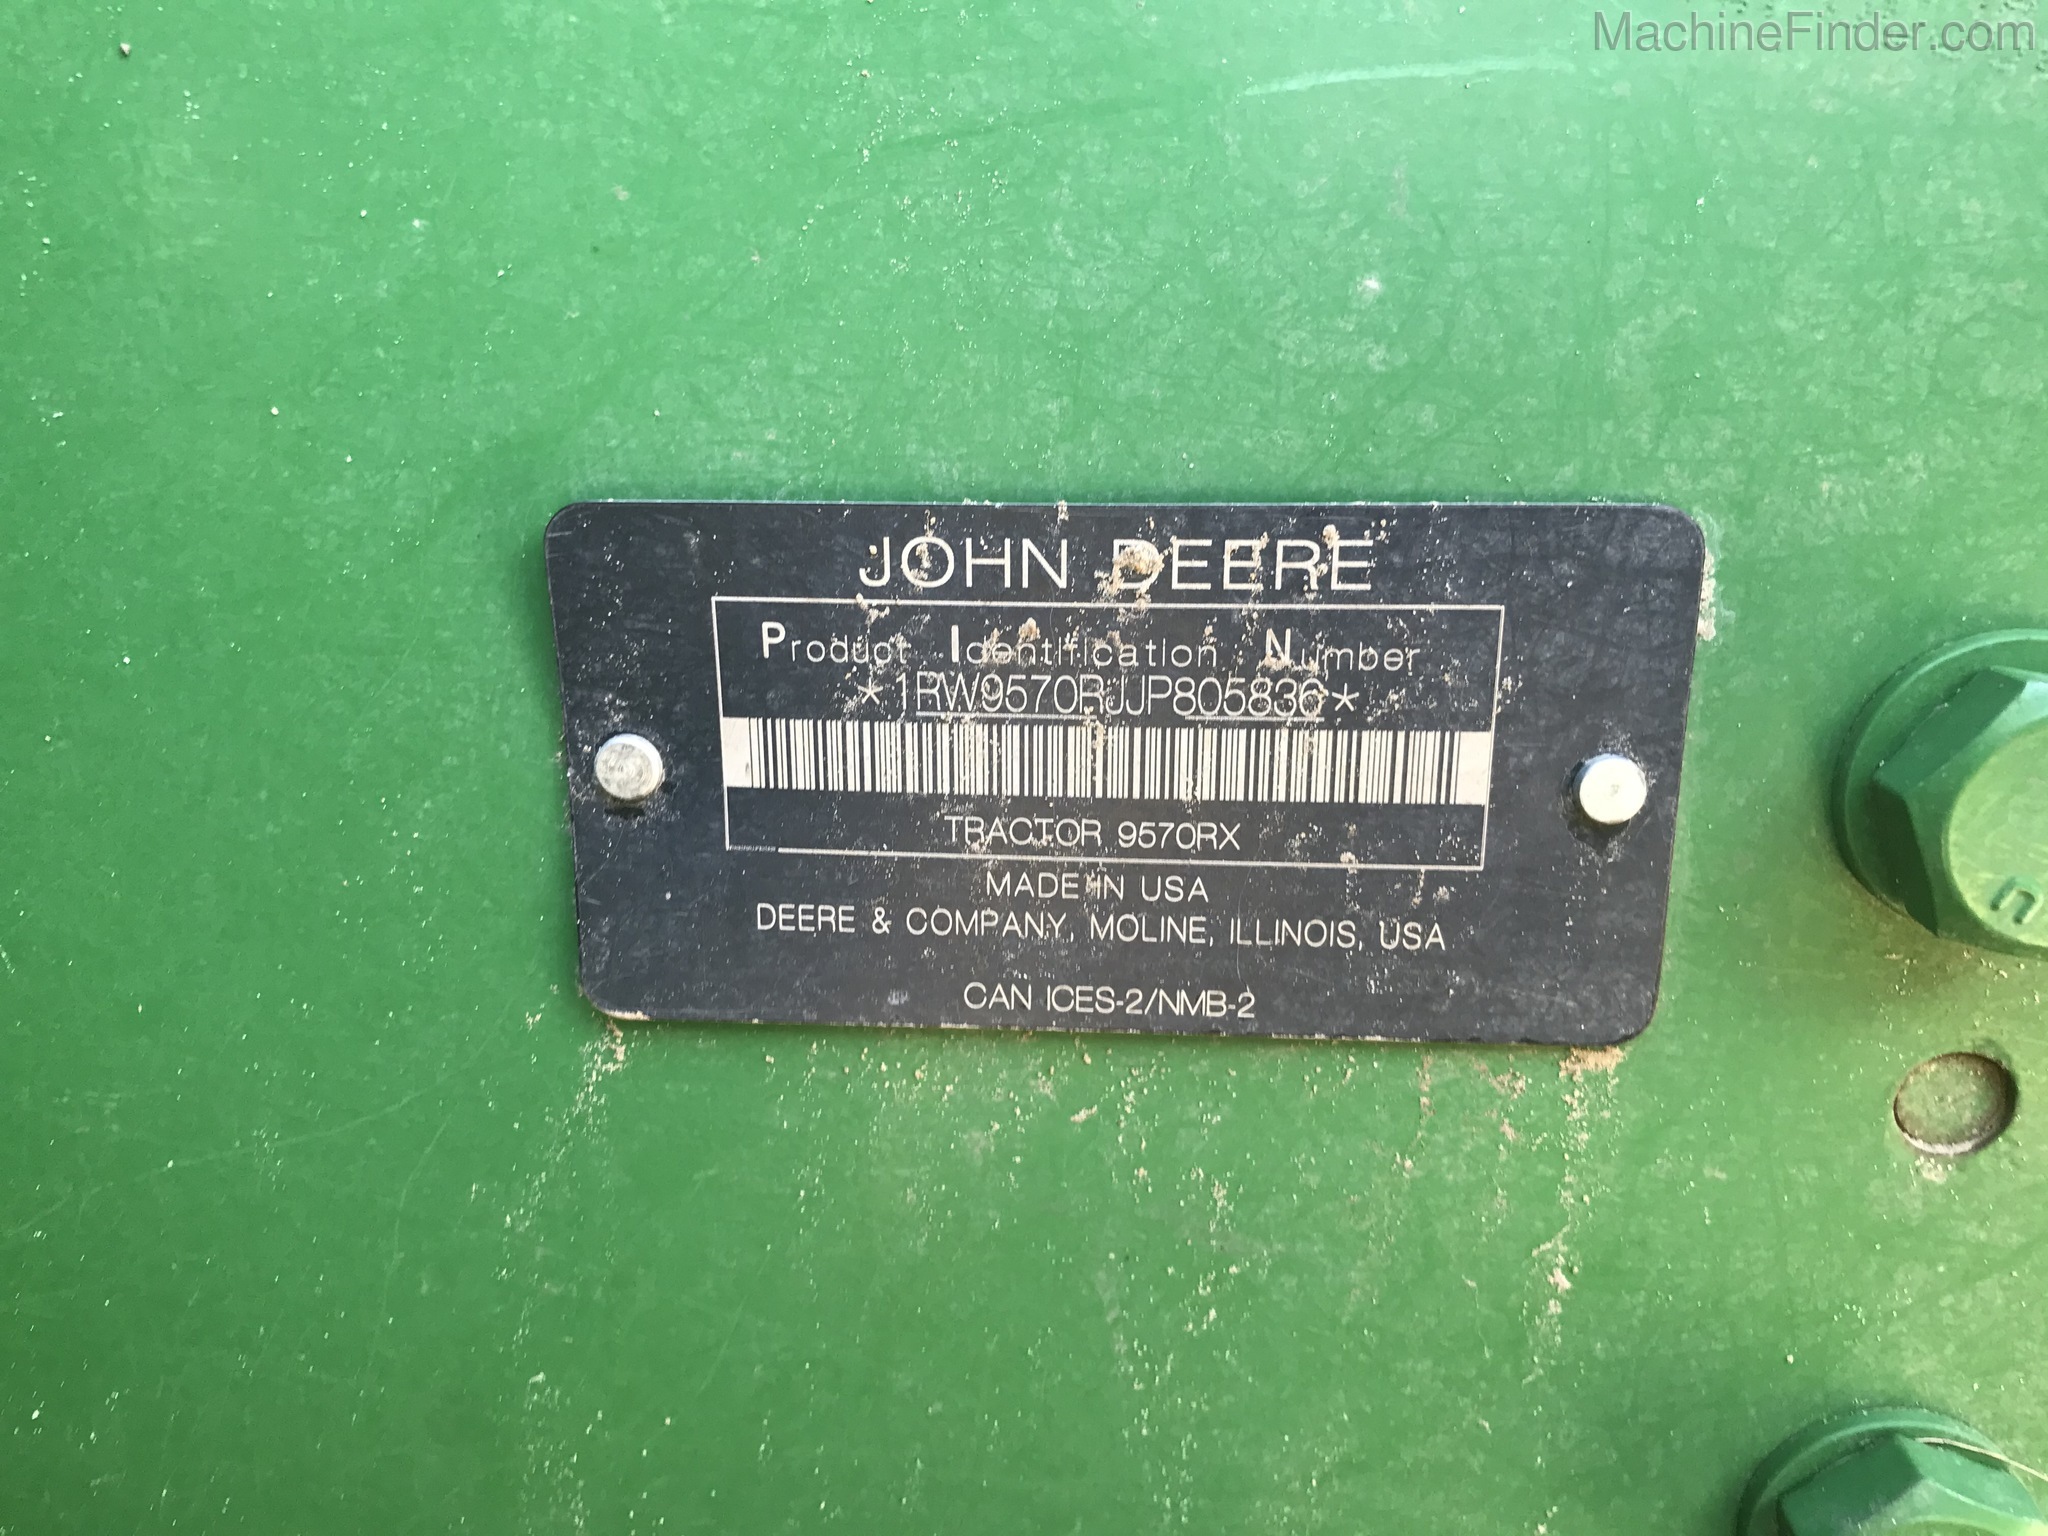 MachineFinder.com
JOHN DEERE
Product Identification Number
*1RW9570RJJP805836*
TRACTOR 9570RX
MADE IN USA
DEERE & COMPANY, MOLINE, ILLINOIS, USA
CAN ICES-2/NMB-2